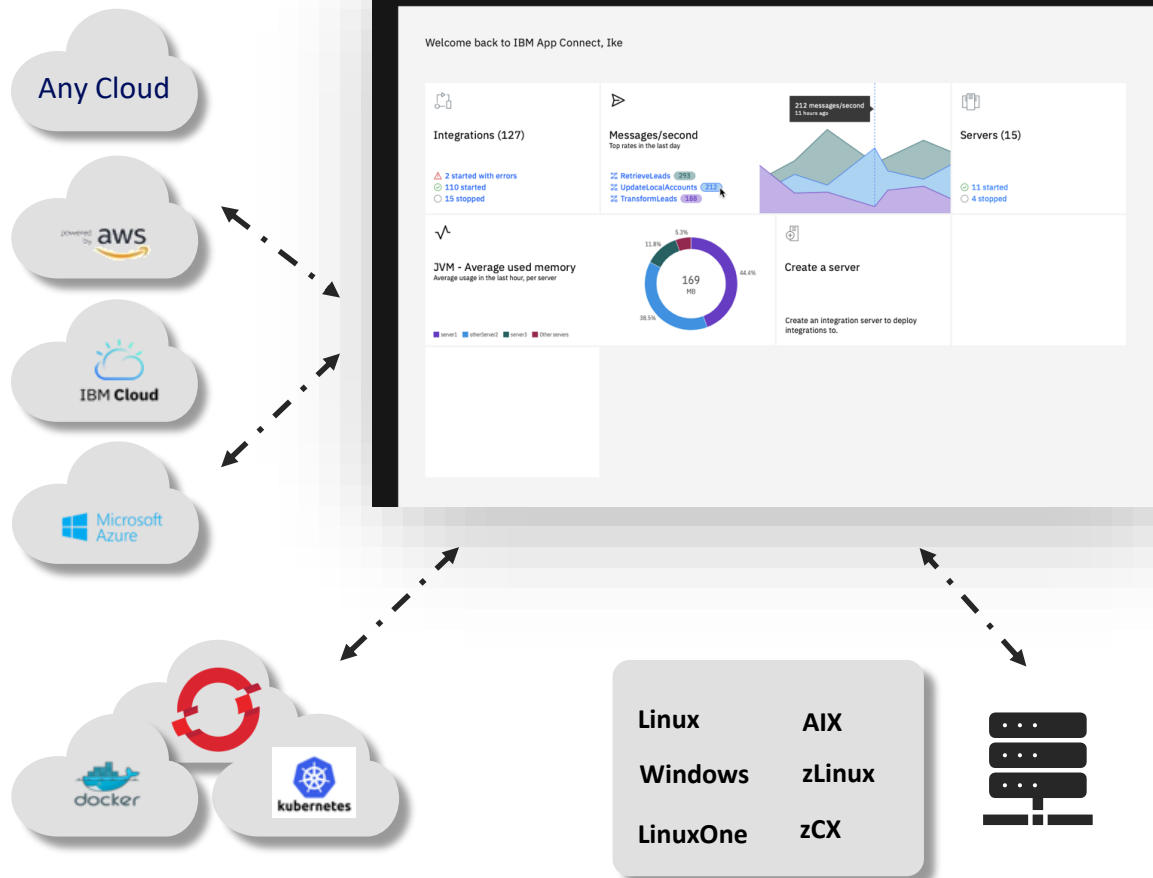 Any Cloud
powered
by
aws
IBM Cloud
Microsoft
Azure
Welcome back to IBM App Connect, Ike
Integrations (127)
2 started with errors
110 started
15 stopped
Messages/second
Top rates in the last day
RetrieveLeads 293
UpdateLocalAccounts 212
TransformLeads 188
212 messages/second
11 hours ago
Servers (15)
11 started
4 stopped
JVM - Average used memory
Average usage in the last hour, per server
5.3%
11.8%
44.4%
38.5%
169
MB
server1 otherServer2 server3 Other servers
Create a server
Create an integration server to deploy
integrations to.
docker
kubernetes
Linux AIX
Windows zLinux
LinuxOne zCX